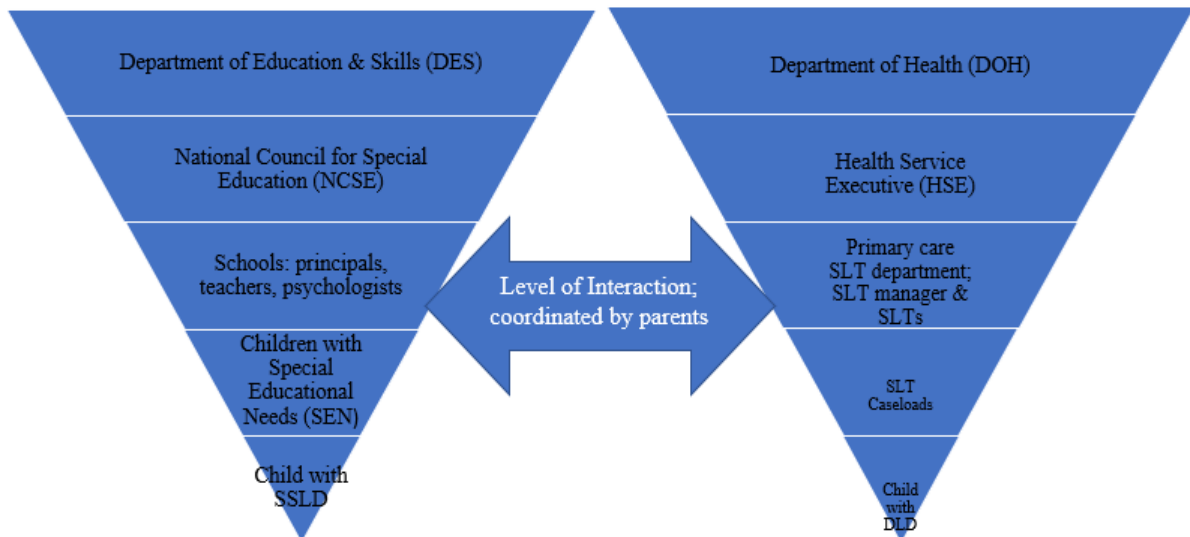 Department of Education & Skills (DES)
National Council for Special
Education (NCSE)
Schools: principals,
teachers, psychologists
Children with
Special
Educational
Needs (SEN)
Child with
SSLD
Level of Interaction;
coordinated by parents
Department of Health (DOH)
Health Service
Executive (HSE)
Primary care
SLT department;
SLT manager &
SLTs
SLT
Caseloads
Child
with
DLD